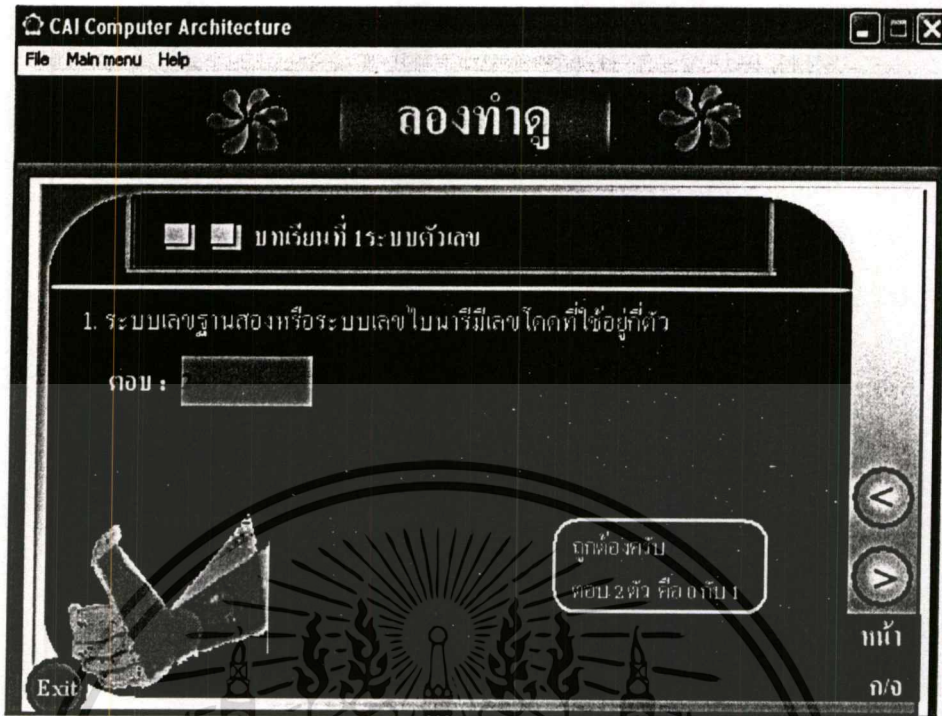 CAI Computer Architecture
File Main menu Help
ลองทำดู
บทเรียนที่ 1ระบบตัวเลข
1. ระบบเลขฐานสองหรือระบบเลขไบนารีมีเลขโดดที่ใช้อยู่กี่ตัว
ตอบ :
ถูกต้องครับ
ตอบ 2 ตัว คือ 0 กับ 1
<
>
หน้า
ก/จ
Exit